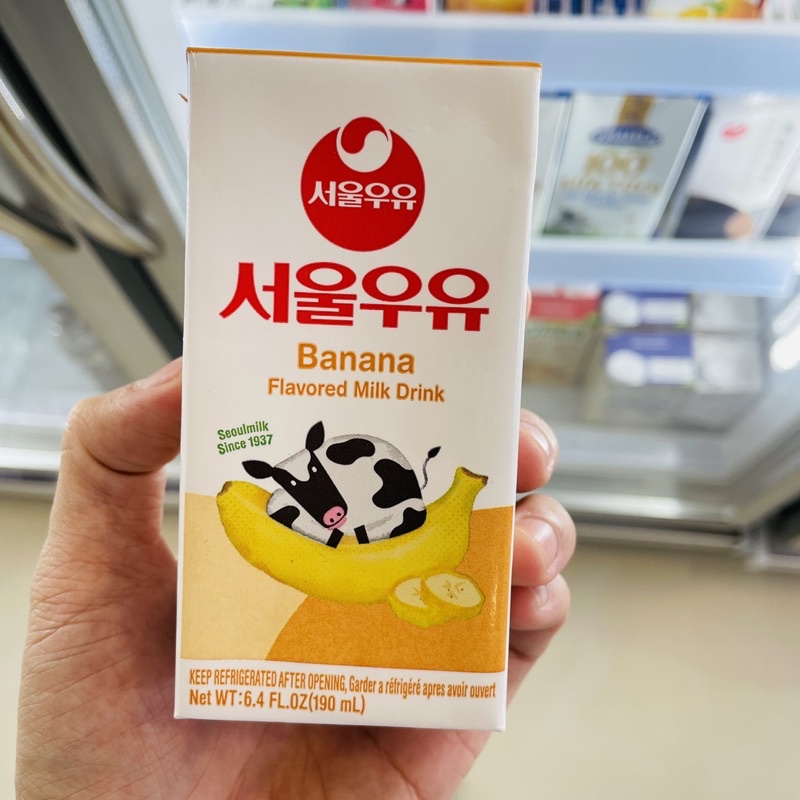 서울우유
서울우유
Banana
Flavored Milk Drink
Seoulmilk
Since 1937
KEEP REFRIGERATED AFTER OPENING, Garder a réfrigéré apres avoir ouvert
Net WT:6.4 FL.OZ(190 mL)
100